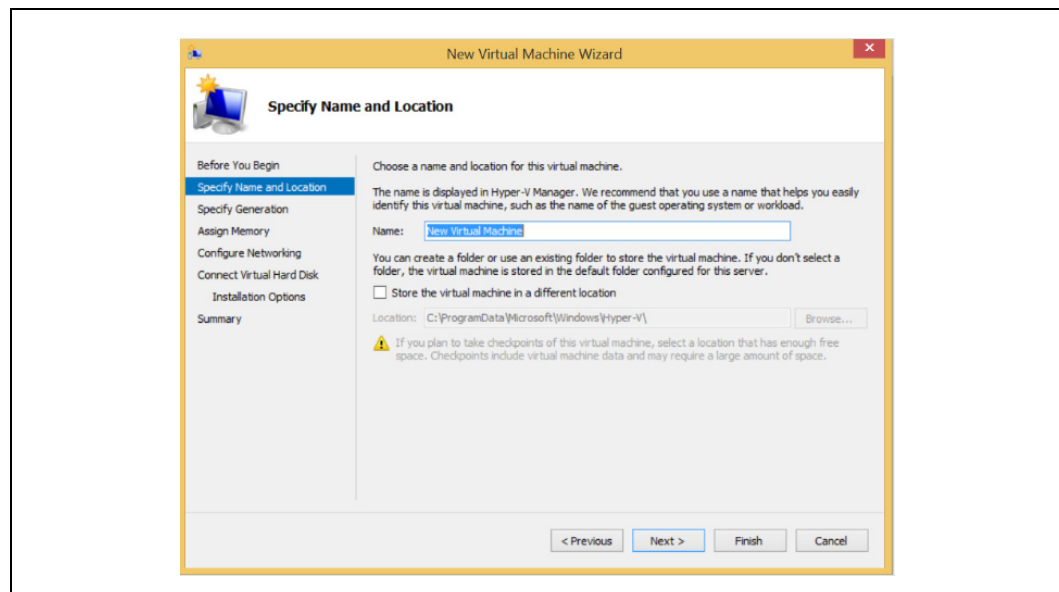 New Virtual Machine Wizard
Specify Name and Location
Before You Begin
Specify Name and Location
Specify Generation
Assign Memory
Configure Networking
Connect Virtual Hard Disk
Installation Options
Summary
Choose a name and location for this virtual machine.
The name is displayed in Hyper-V Manager. We recommend that you use a name that helps you easily
identify this virtual machine, such as the name of the guest operating system or workload.
Name: New Virtual Machine
You can create a folder or use an existing folder to store the virtual machine. If you don't select a
folder, the virtual machine is stored in the default folder configured for this server.
Store the virtual machine in a different location
Location: C:\ProgramData\Microsoft\Windows\Hyper-V\ Browse...
If you plan to take checkpoints of this virtual machine, select a location that has enough free
space. Checkpoints include virtual machine data and may require a large amount of space.
< Previous Next > Finish Cancel